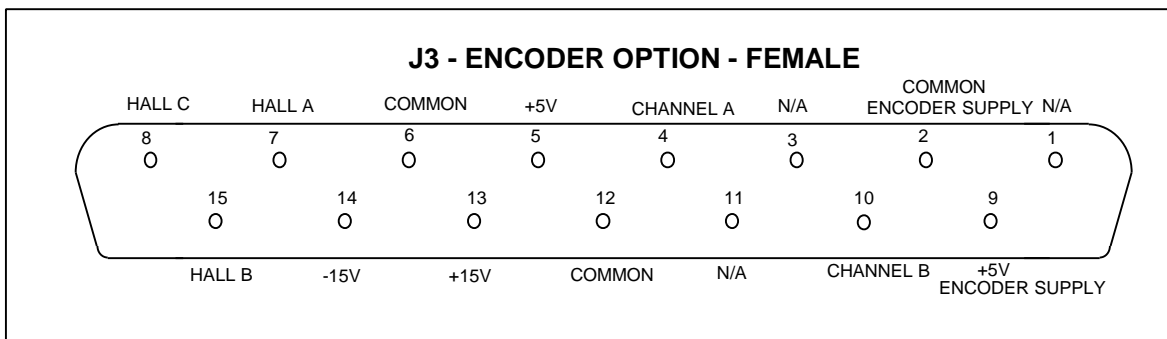 J3 - ENCODER OPTION - FEMALE
HALL C HALL A COMMON +5V CHANNEL A N/A COMMON
ENCODER SUPPLY N/A
8 7 6 5 4 3 2 1
15 14 13 12 11 10 9
HALL B -15V +15V COMMON N/A CHANNEL B +5V
ENCODER SUPPLY